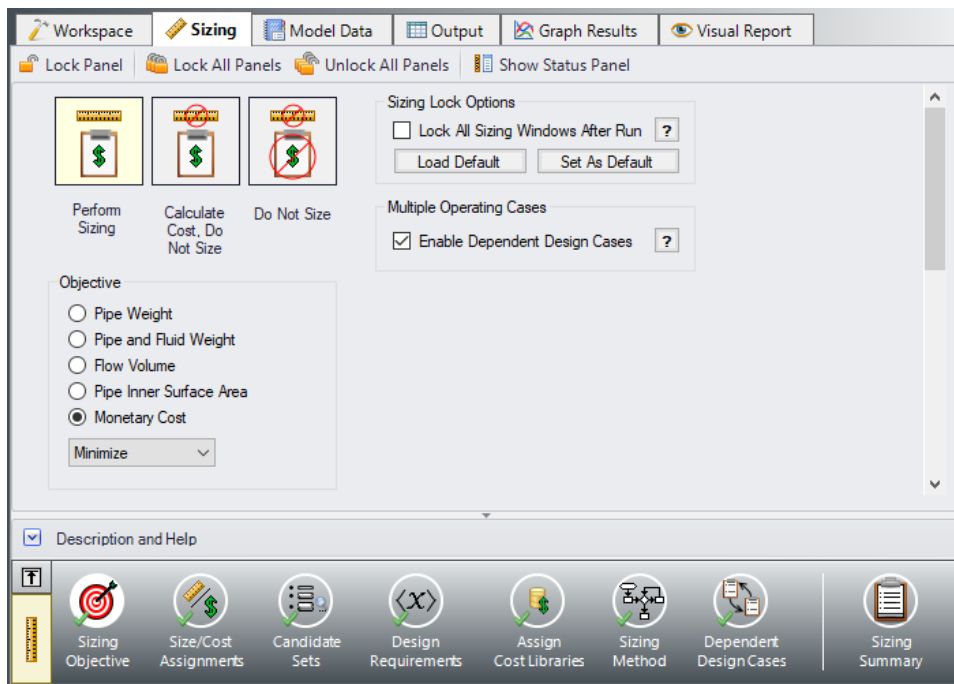 Workspace
Sizing
Model Data
Output
Graph Results
Visual Report
Lock Panel
Lock All Panels
Unlock All Panels
Show Status Panel
Perform
Sizing
Calculate
Cost, Do
Not Size
Do Not Size
Sizing Lock Options
Lock All Sizing Windows After Run
?
Load Default
Set As Default
Multiple Operating Cases
Enable Dependent Design Cases
?
Objective
Pipe Weight
Pipe and Fluid Weight
Flow Volume
Pipe Inner Surface Area
Monetary Cost
Minimize
Description and Help
Sizing
Objective
Size/Cost
Assignments
Candidate
Sets
⟨x⟩
Design
Requirements
Assign
Cost Libraries
Sizing
Method
Dependent
Design Cases
Sizing
Summary